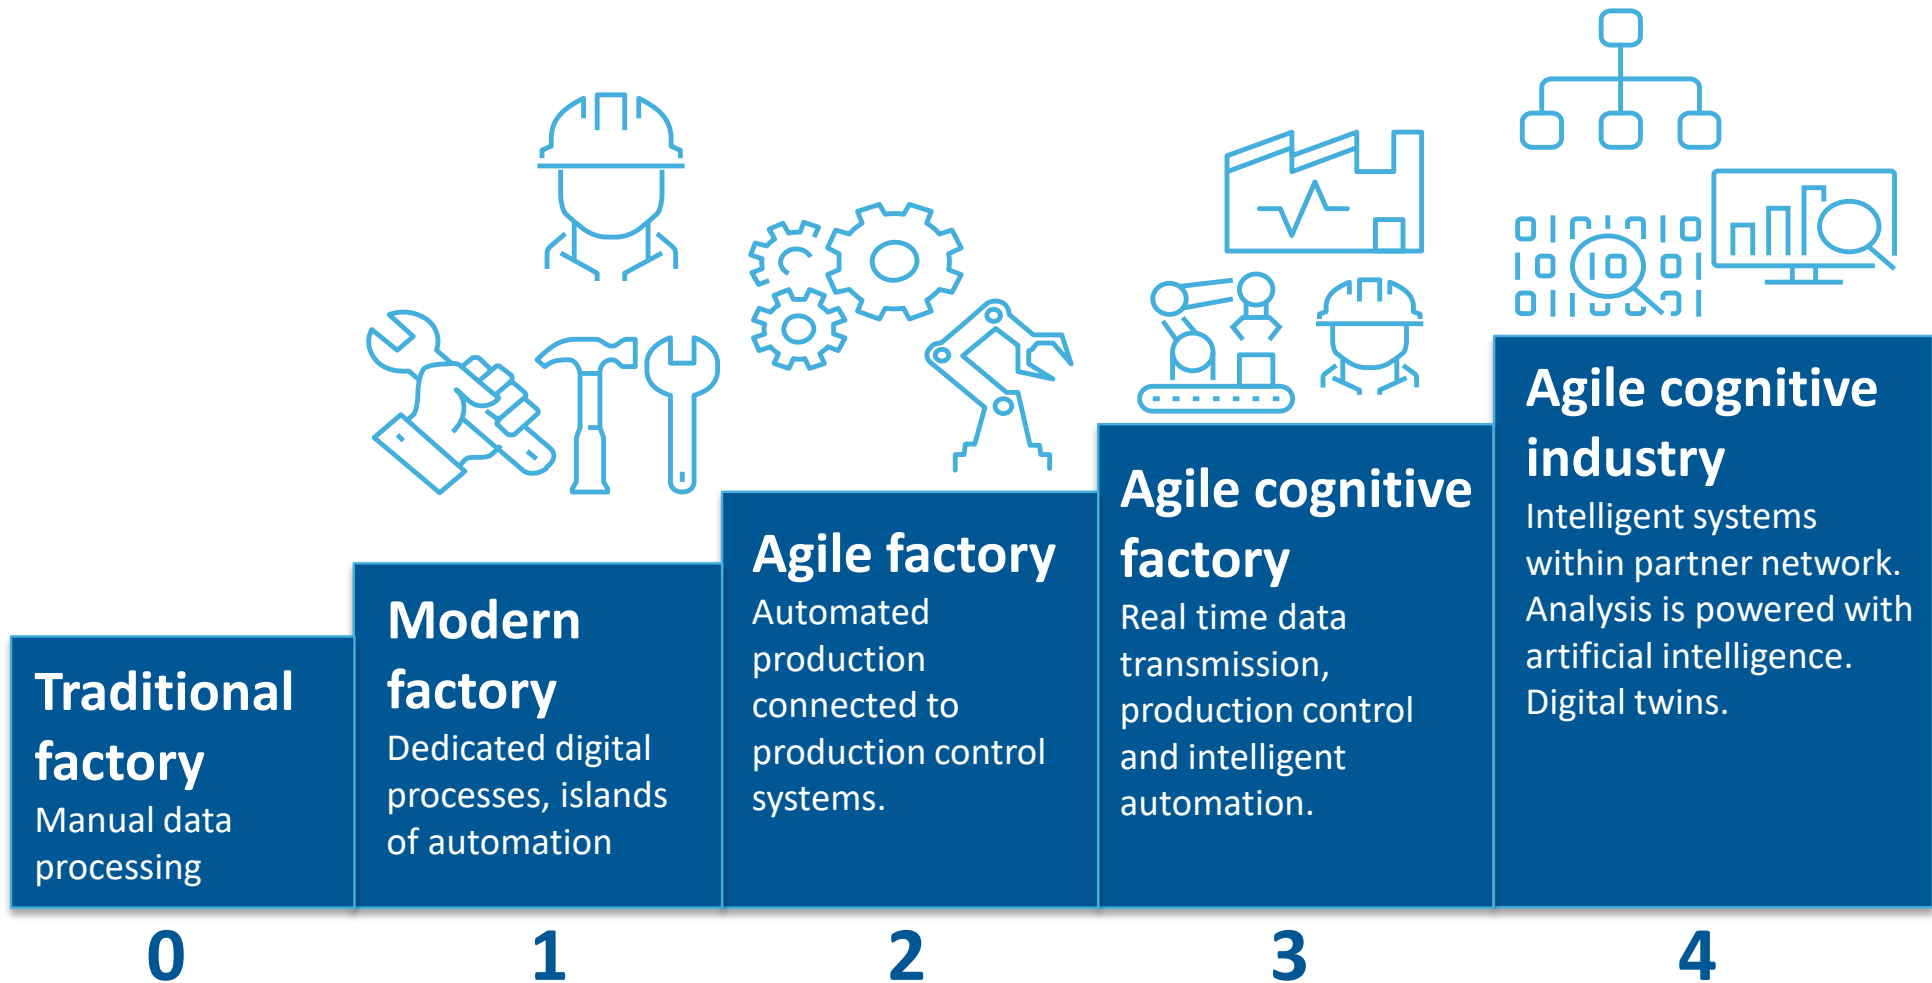 Traditional
factory
Manual data
processing
0
Modern
factory
Dedicated digital
processes, islands
of automation
1
Agile factory
Automated
production
connected to
production control
systems.
2
Agile cognitive
factory
Real time data
transmission,
production control
and intelligent
automation.
3
Agile cognitive
industry
Intelligent systems
within partner network.
Analysis is powered with
artificial intelligence.
Digital twins.
4